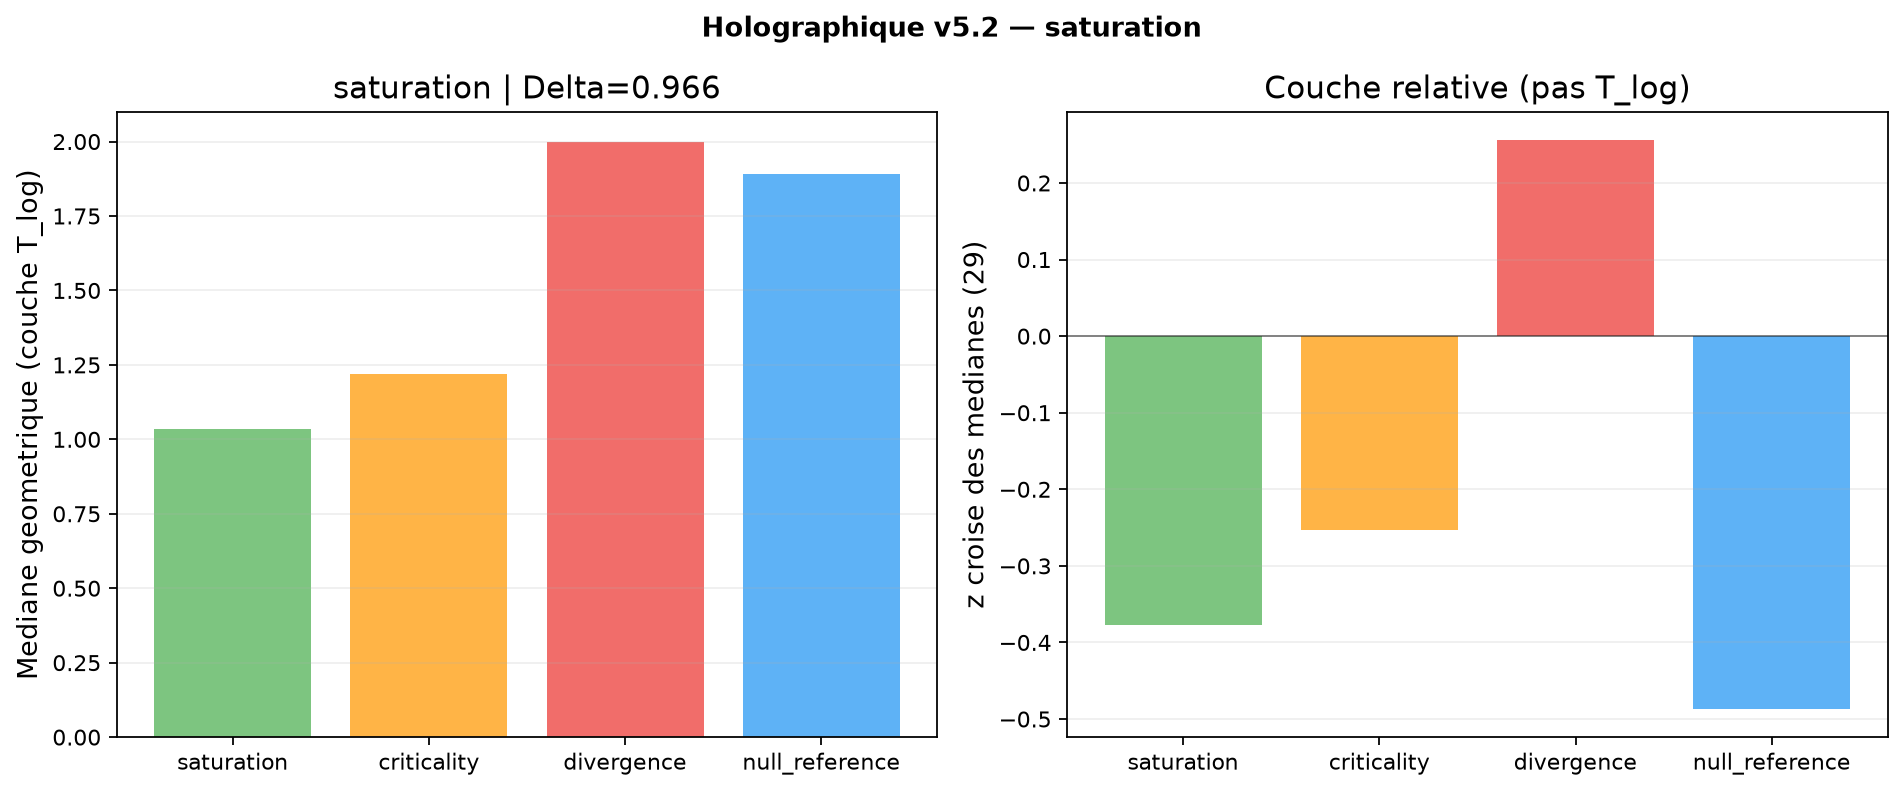 Holographique v5.2 — saturation
saturation | Delta=0.966
Mediane geometrique (couche T_log)
2.00
1.75
1.50
1.25
1.00
0.75
0.50
0.25
0.00
saturation
criticality
divergence
null_reference
Couche relative (pas T_log)
z croise des medianes (29)
0.2
0.1
0.0
−0.1
−0.2
−0.3
−0.4
−0.5
saturation
criticality
divergence
null_reference